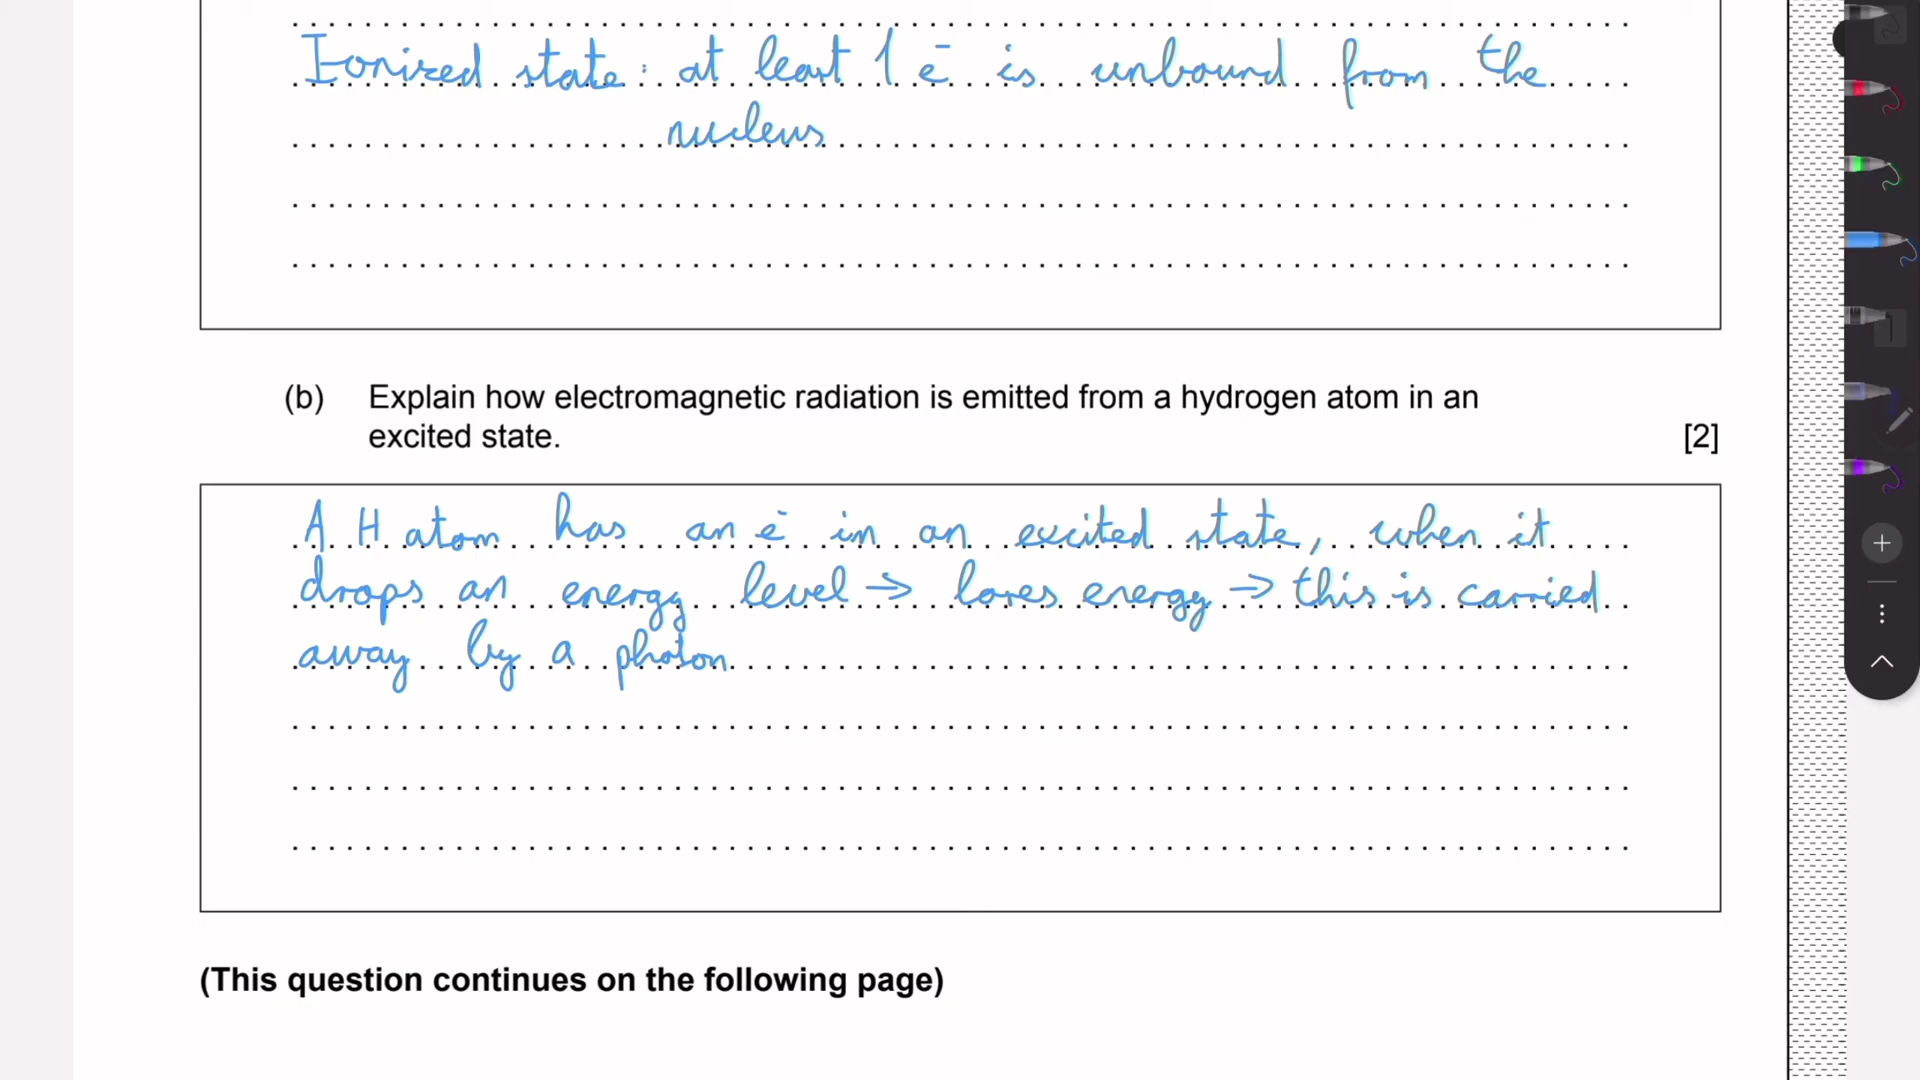 Ionized state: at least 1 e⁻ is unbound from the
nucleus
(b) Explain how electromagnetic radiation is emitted from a hydrogen atom in an
excited state. [2]
A H atom has an e⁻ in an excited state, when it
drops an energy level → loses energy → this is carried
away by a photon
(This question continues on the following page)